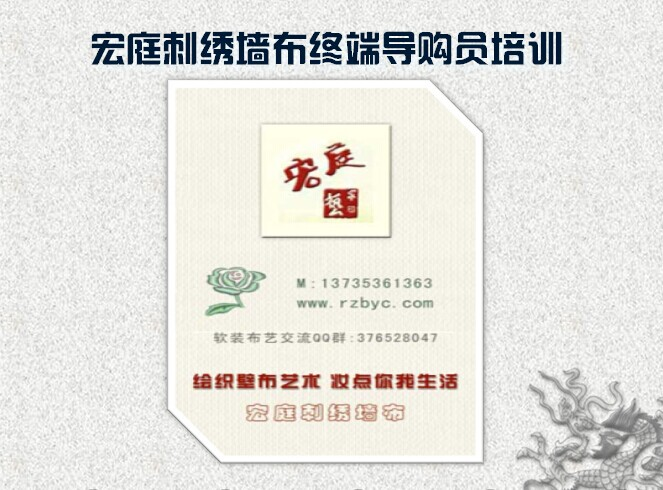 宏庭刺绣墙布终端导购员培训
宏庭
藝
M:13735361363
www.rzbyc.com
软装布艺交流QQ群:376528047
绘织壁布艺术 妆点你我生活
宏庭刺绣墙布